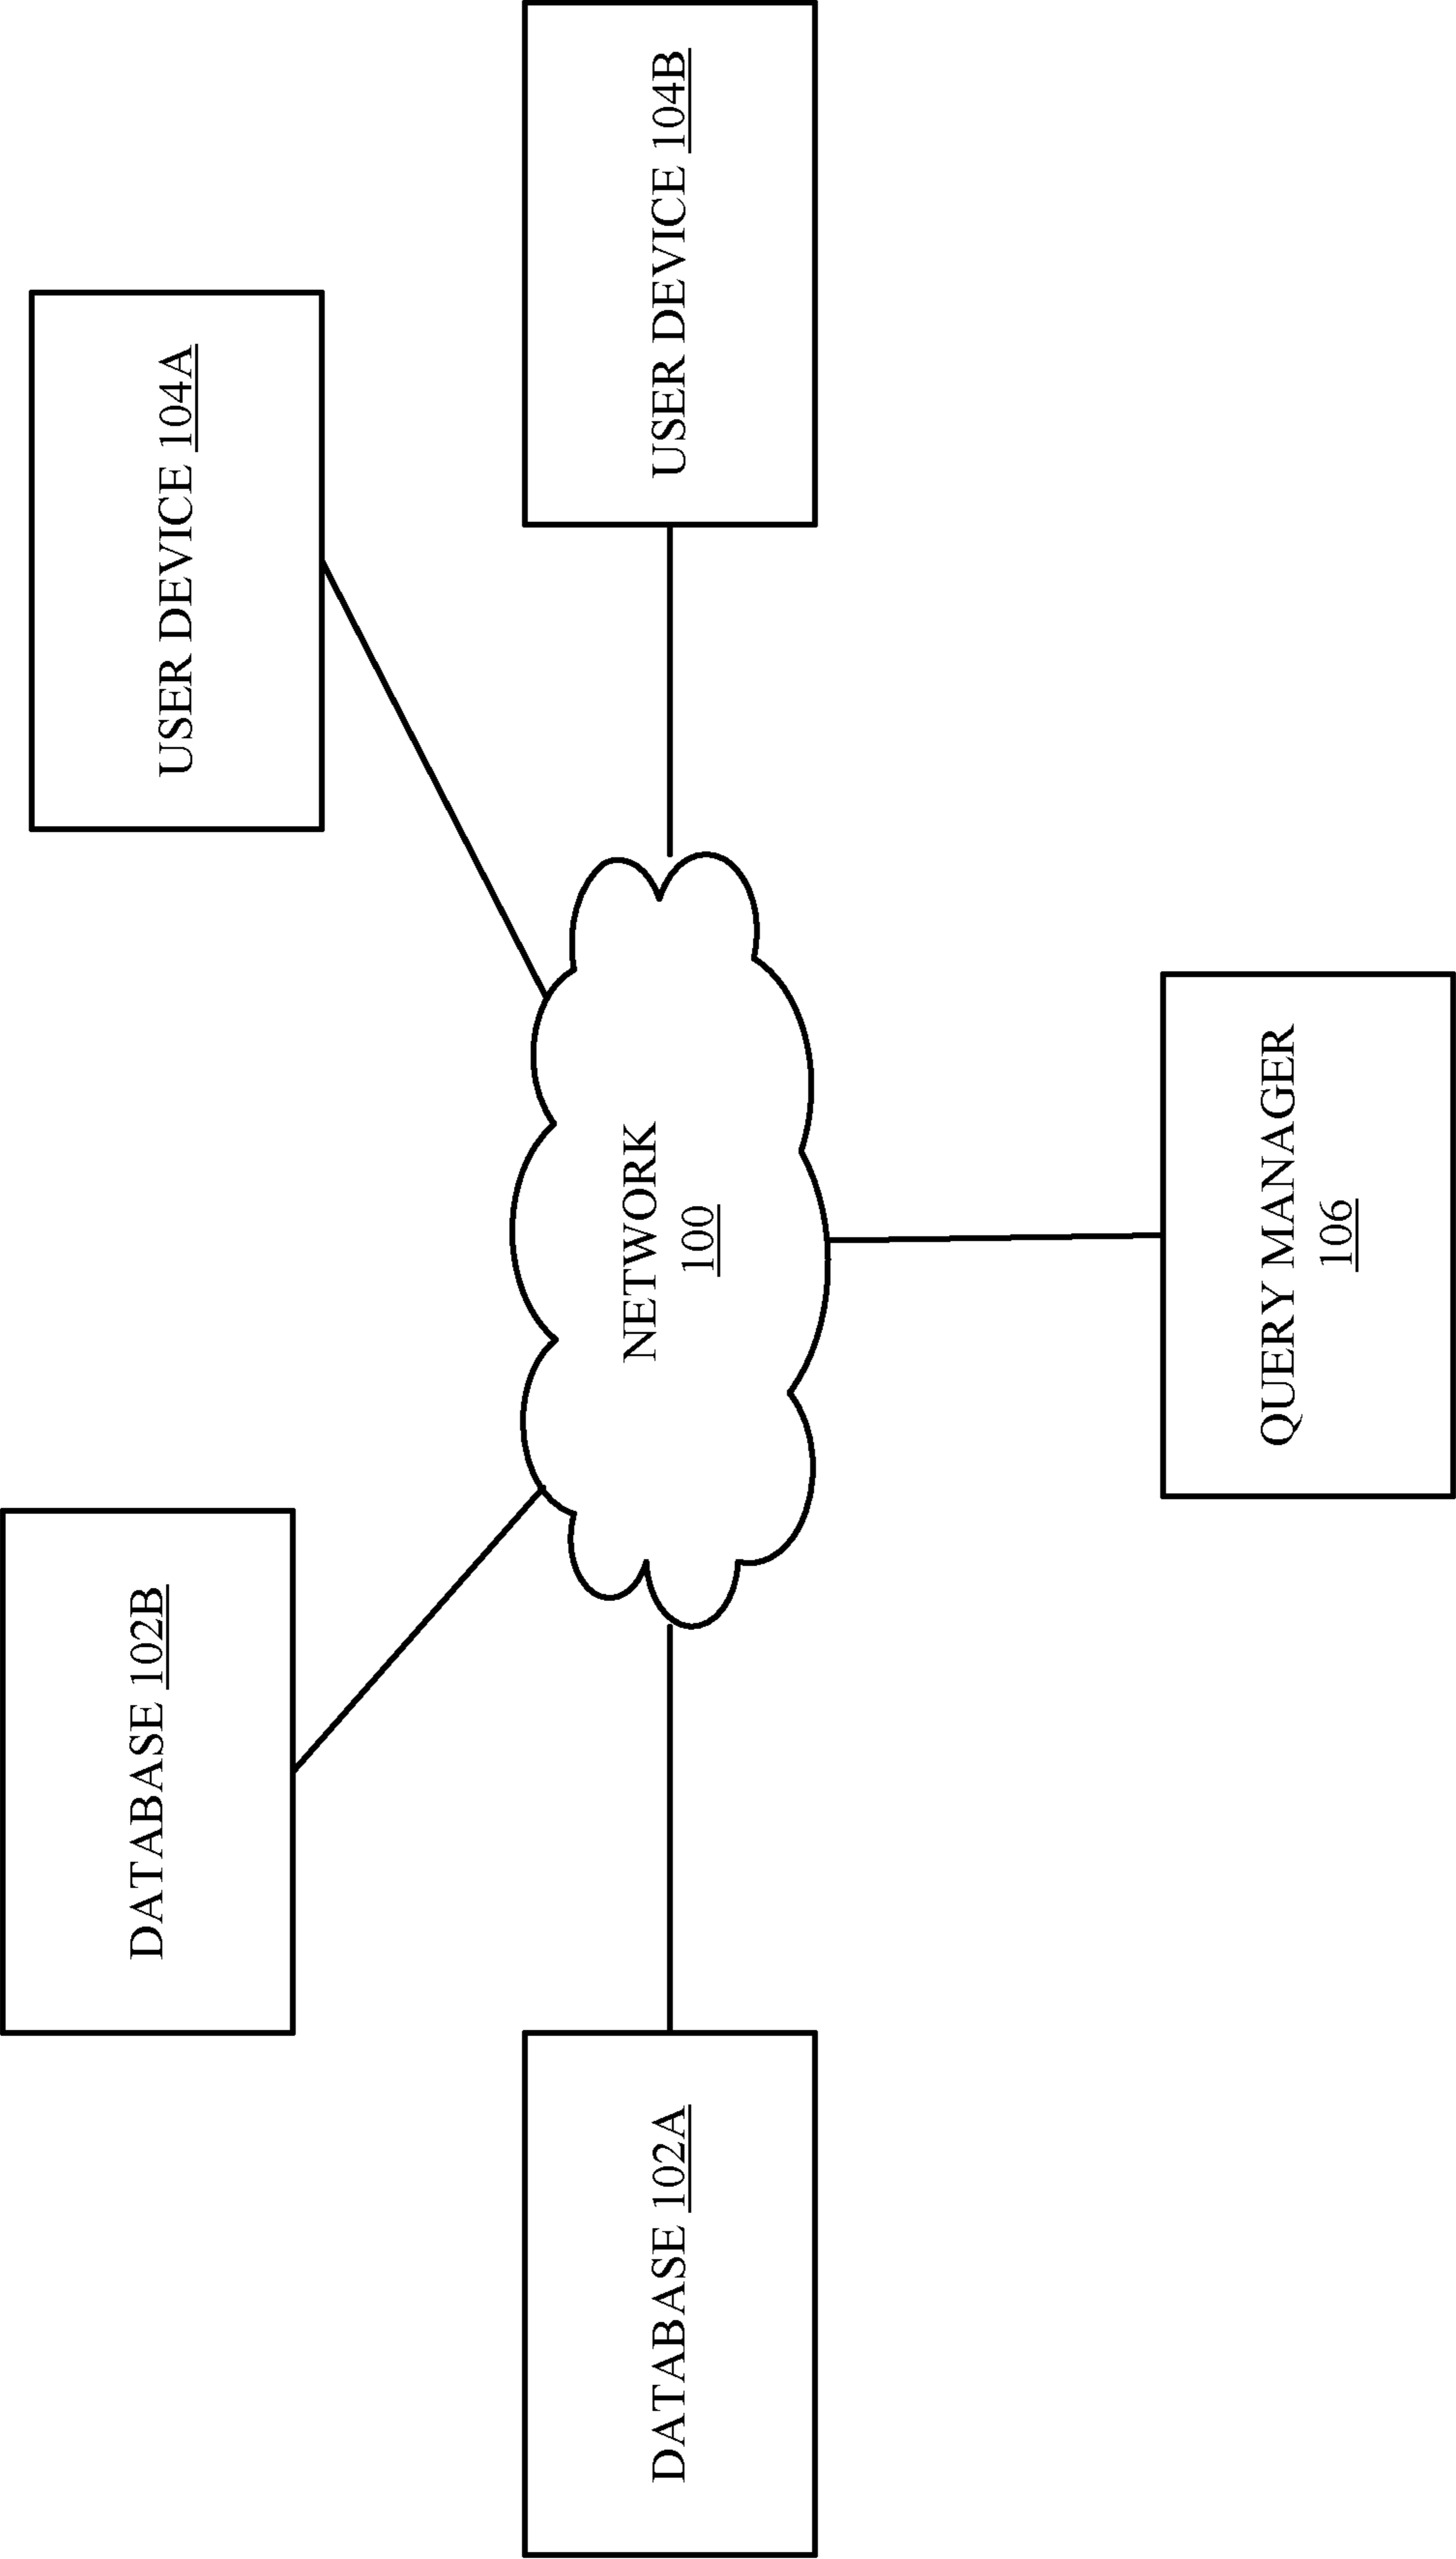 DATABASE 102B
USER DEVICE 104A
DATABASE 102A
NETWORK
100
USER DEVICE 104B
QUERY MANAGER
106